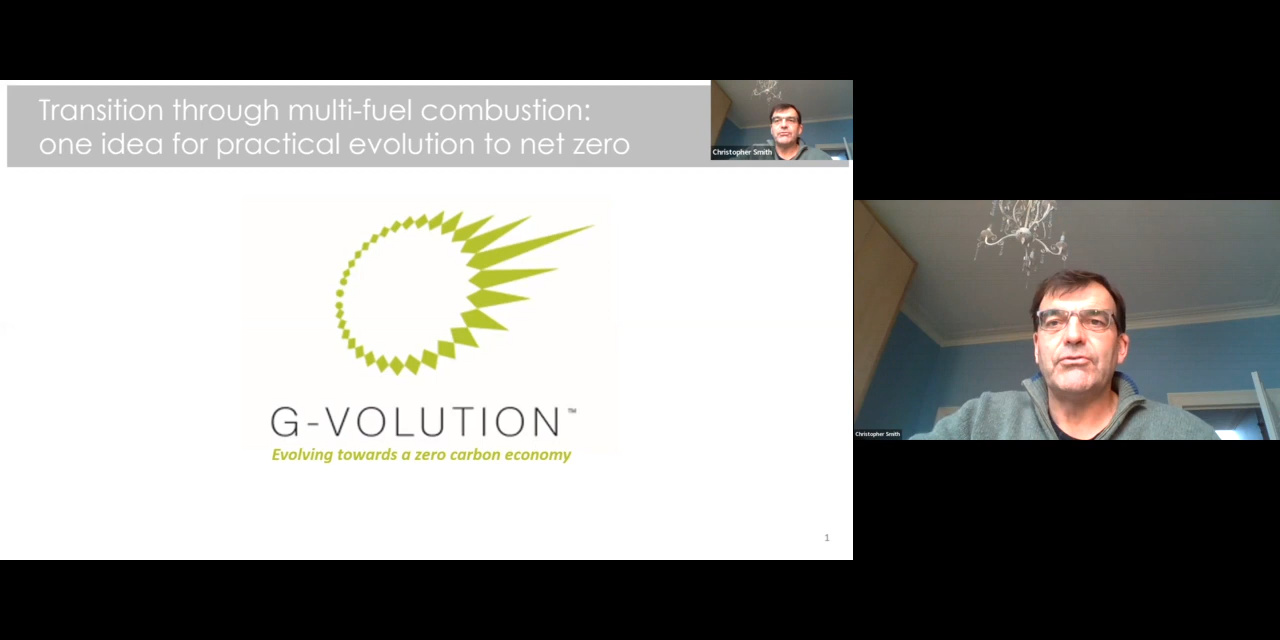 Transition through multi-fuel combustion:
one idea for practical evolution to net zero
Christopher Smith
G-VOLUTION™
Evolving towards a zero carbon economy
1
Christopher Smith